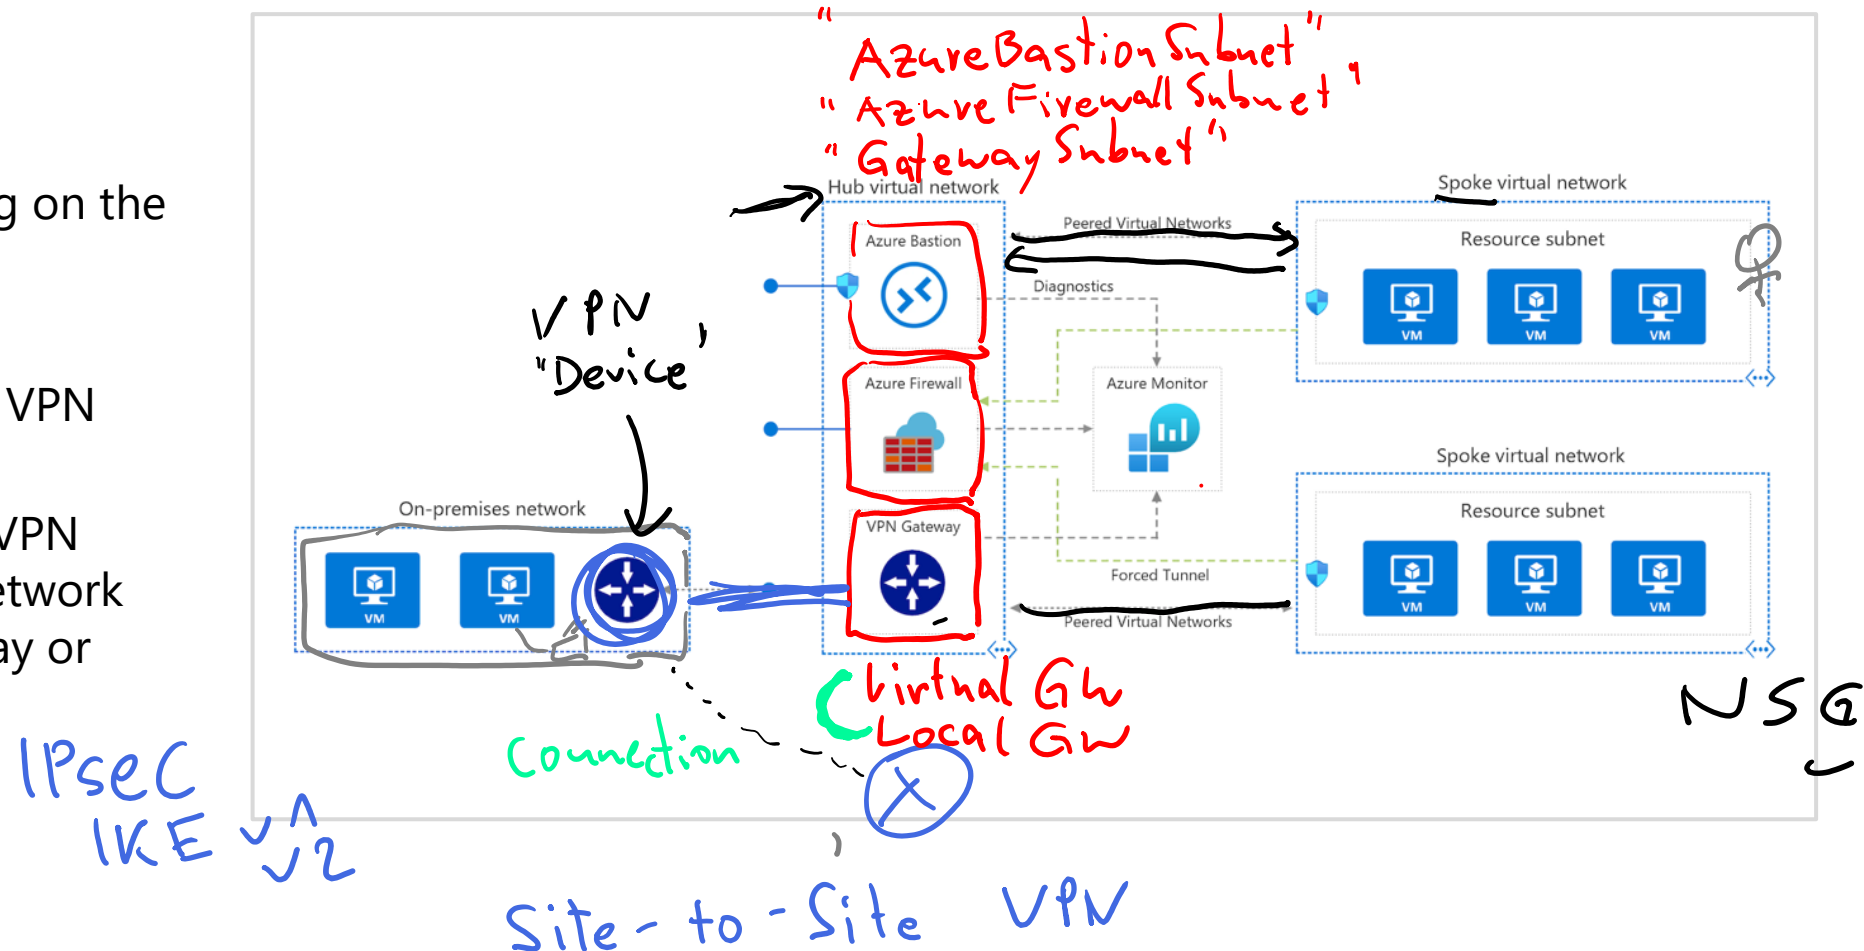 "AzureBastionSubnet"
"AzureFirewallSubnet"
"GatewaySubnet"
g on the
VPN
VPN
etwork
ay or
Hub virtual network
Spoke virtual network
Peered Virtual Networks
Azure Bastion
Resource subnet
Diagnostics
VM
VM
VM
VPN
"Device"
Azure Firewall
Azure Monitor
Spoke virtual network
On-premises network
VPN Gateway
Resource subnet
VM
VM
Forced Tunnel
VM
VM
VM
Peered Virtual Networks
Virtual GW
Local GW
NSG
Connection
IPsec
IKE v1
v2
Site-to-Site VPN